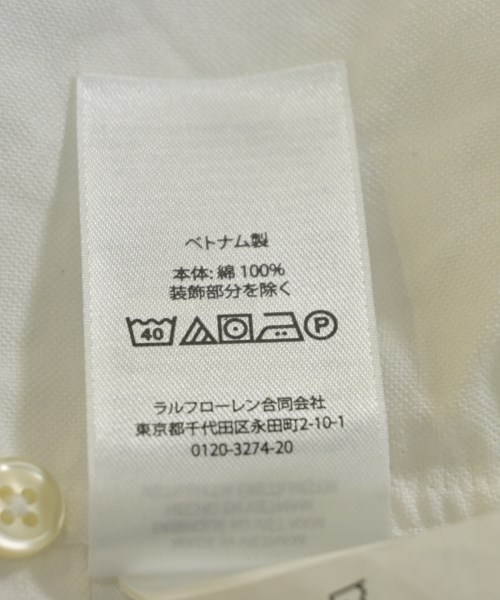 ベトナム製
本体: 綿 100%
装飾部分を除く
40 P
ラルフローレン合同会社
東京都千代田区永田町2-10-1
0120-3274-20